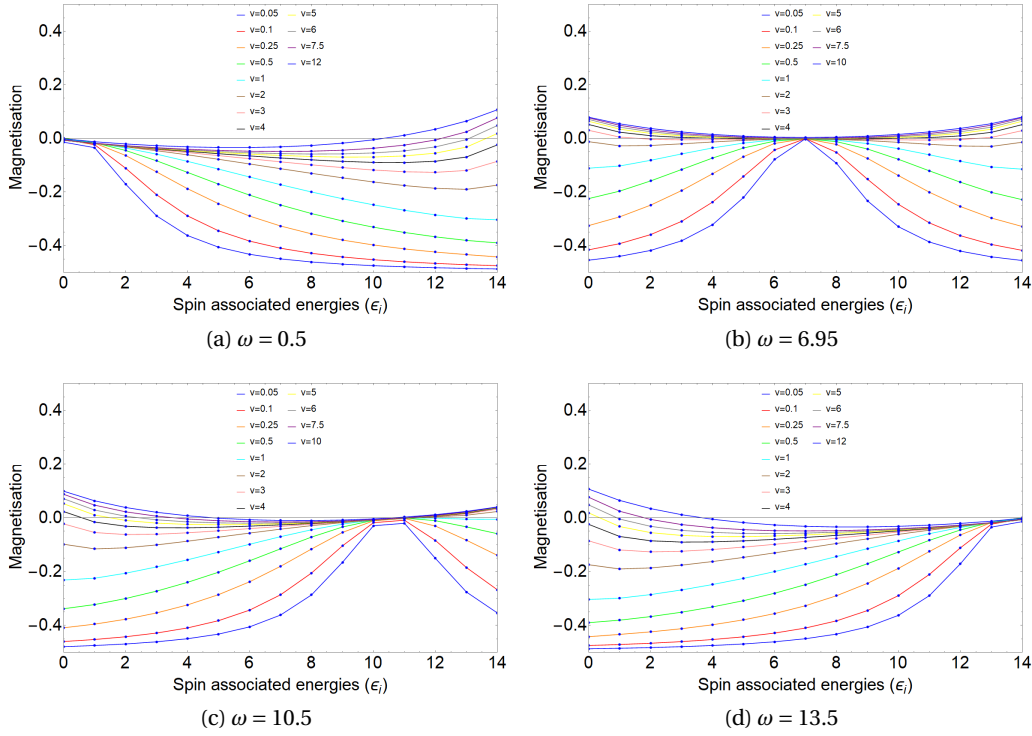 0.4
0.2
0.0
−0.2
−0.4
Magnetisation
v=0.05
v=0.1
v=0.25
v=0.5
v=1
v=2
v=3
v=4
v=5
v=6
v=7.5
v=12
0 2 4 6 8 10 12 14
Spin associated energies (ϵi)
(a) ω = 0.5
0.4
0.2
0.0
−0.2
−0.4
Magnetisation
v=0.05
v=0.1
v=0.25
v=0.5
v=1
v=2
v=3
v=4
v=5
v=6
v=7.5
v=10
0 2 4 6 8 10 12 14
Spin associated energies (ϵi)
(b) ω = 6.95
0.4
0.2
0.0
−0.2
−0.4
Magnetisation
v=0.05
v=0.1
v=0.25
v=0.5
v=1
v=2
v=3
v=4
v=5
v=6
v=7.5
v=10
0 2 4 6 8 10 12 14
Spin associated energies (ϵi)
(c) ω = 10.5
0.4
0.2
0.0
−0.2
−0.4
Magnetisation
v=0.05
v=0.1
v=0.25
v=0.5
v=1
v=2
v=3
v=4
v=5
v=6
v=7.5
v=12
0 2 4 6 8 10 12 14
Spin associated energies (ϵi)
(d) ω = 13.5